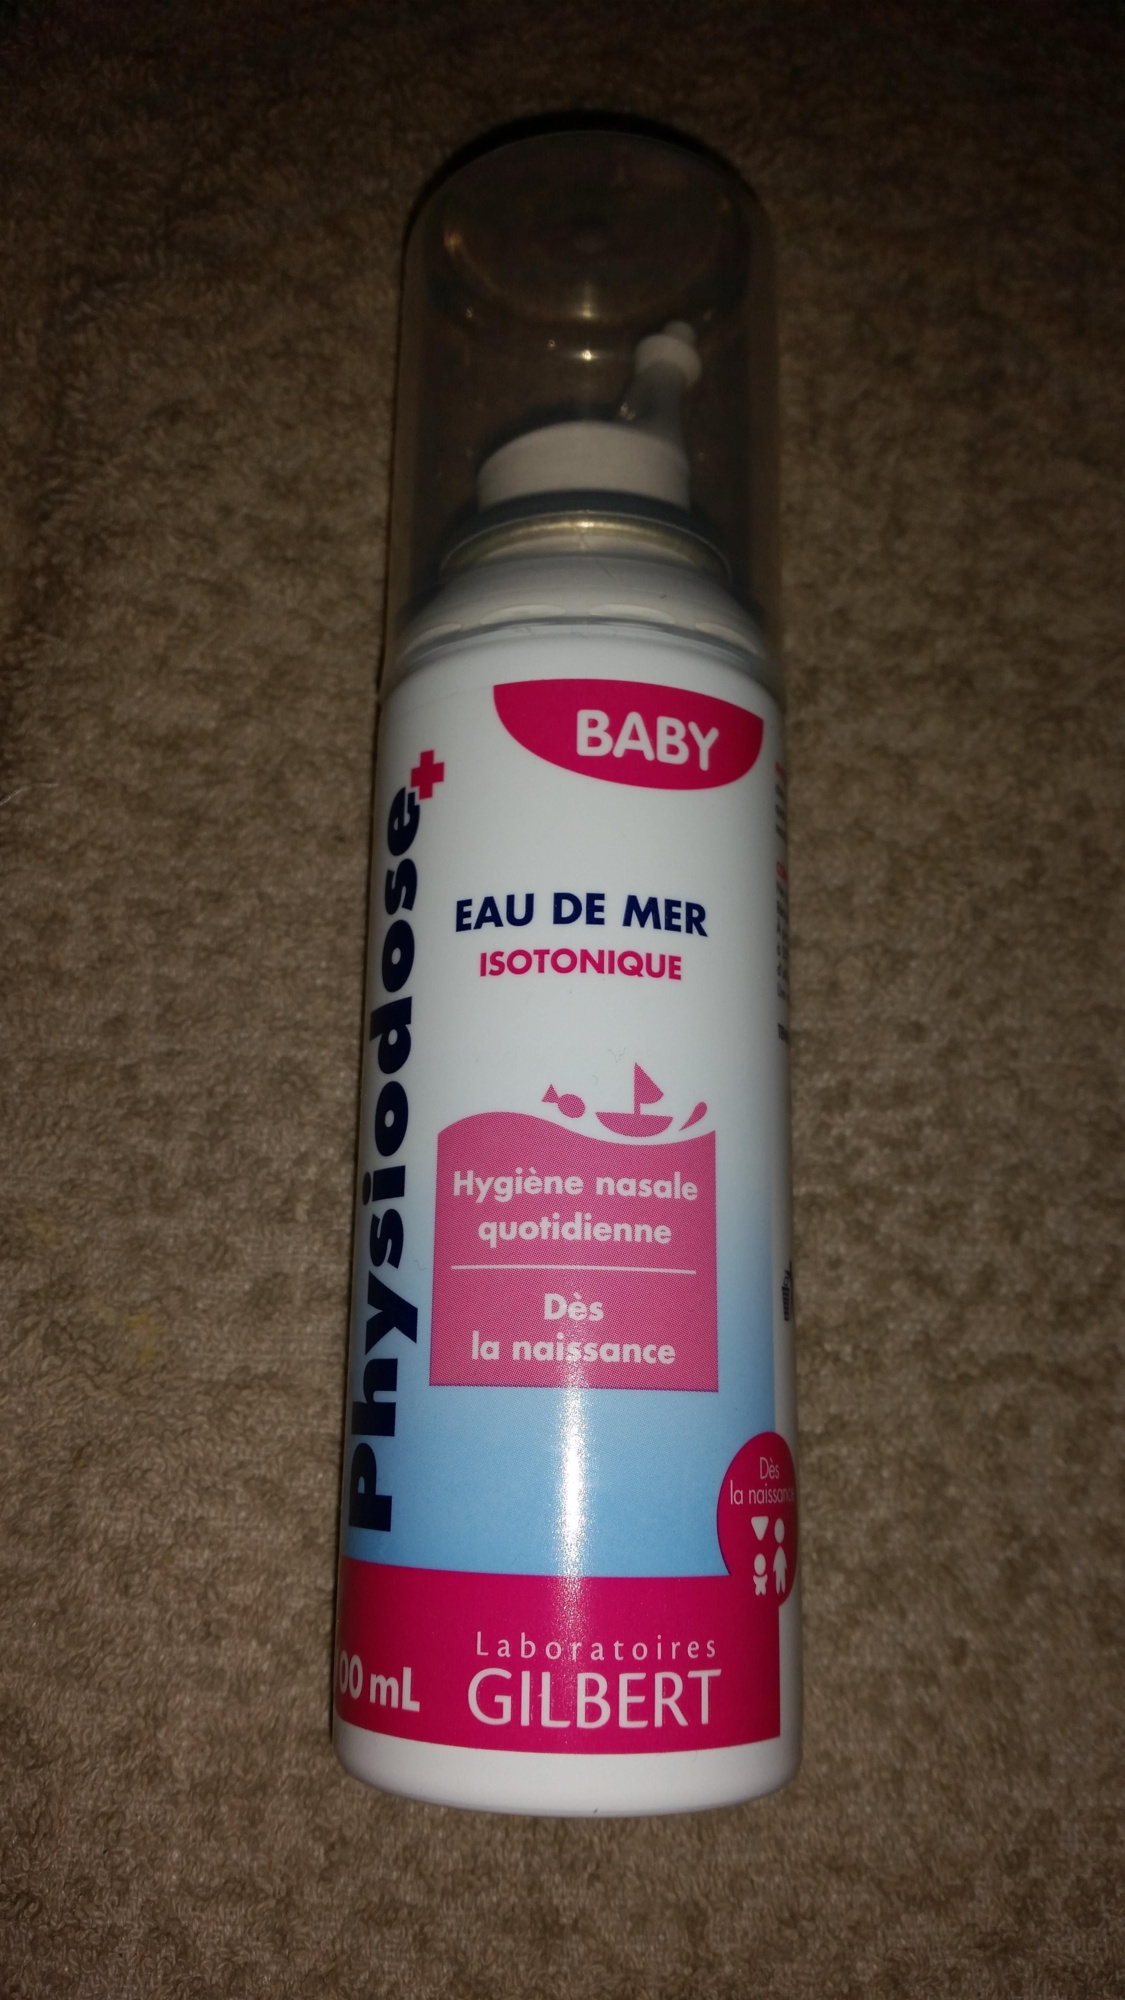 BABY
Physiodose
EAU DE MER
ISOTONIQUE
Hygiène nasale
quotidienne
Dès
la naissance
Dès
la naissance
00 mL
Laboratoires
GILBERT